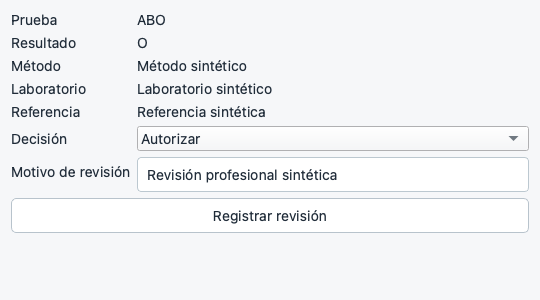 Prueba ABO
Resultado O
Método Método sintético
Laboratorio Laboratorio sintético
Referencia Referencia sintética
Decisión Autorizar
Motivo de revisión Revisión profesional sintética
Registrar revisión